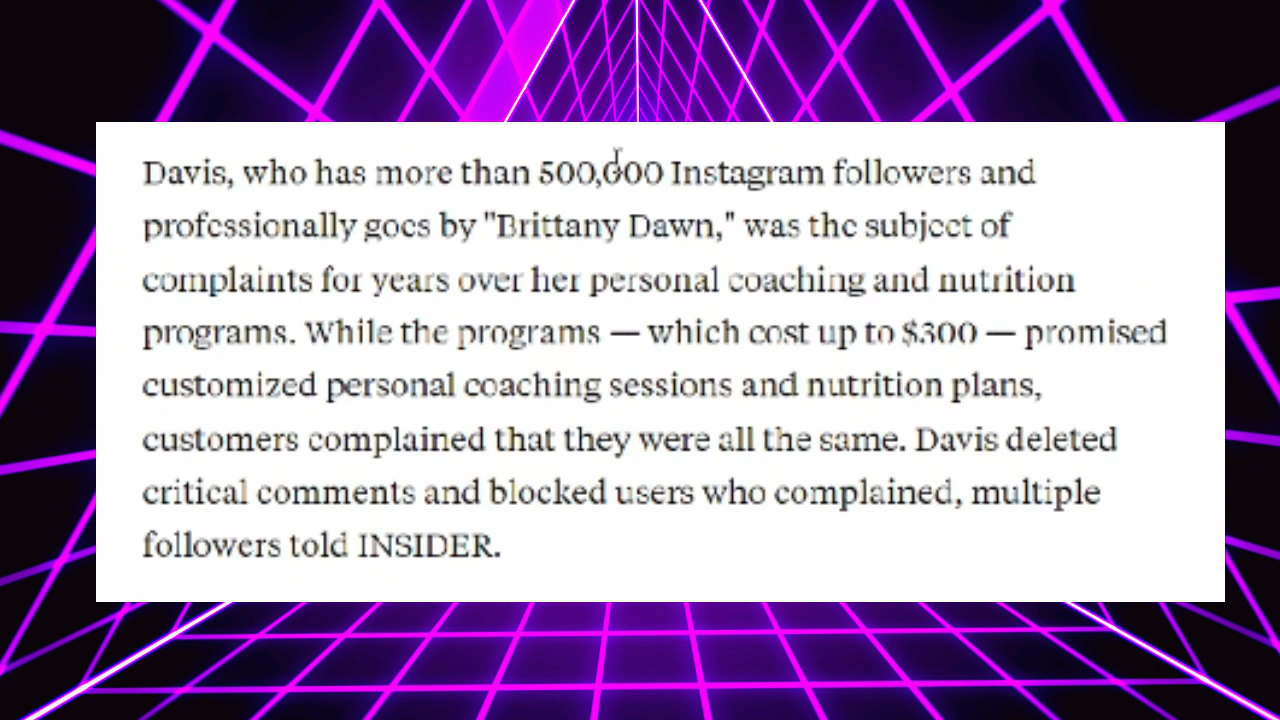 Davis, who has more than 500,000 Instagram followers and
professionally goes by "Brittany Dawn," was the subject of
complaints for years over her personal coaching and nutrition
programs. While the programs — which cost up to $300 — promised
customized personal coaching sessions and nutrition plans,
customers complained that they were all the same. Davis deleted
critical comments and blocked users who complained, multiple
followers told INSIDER.